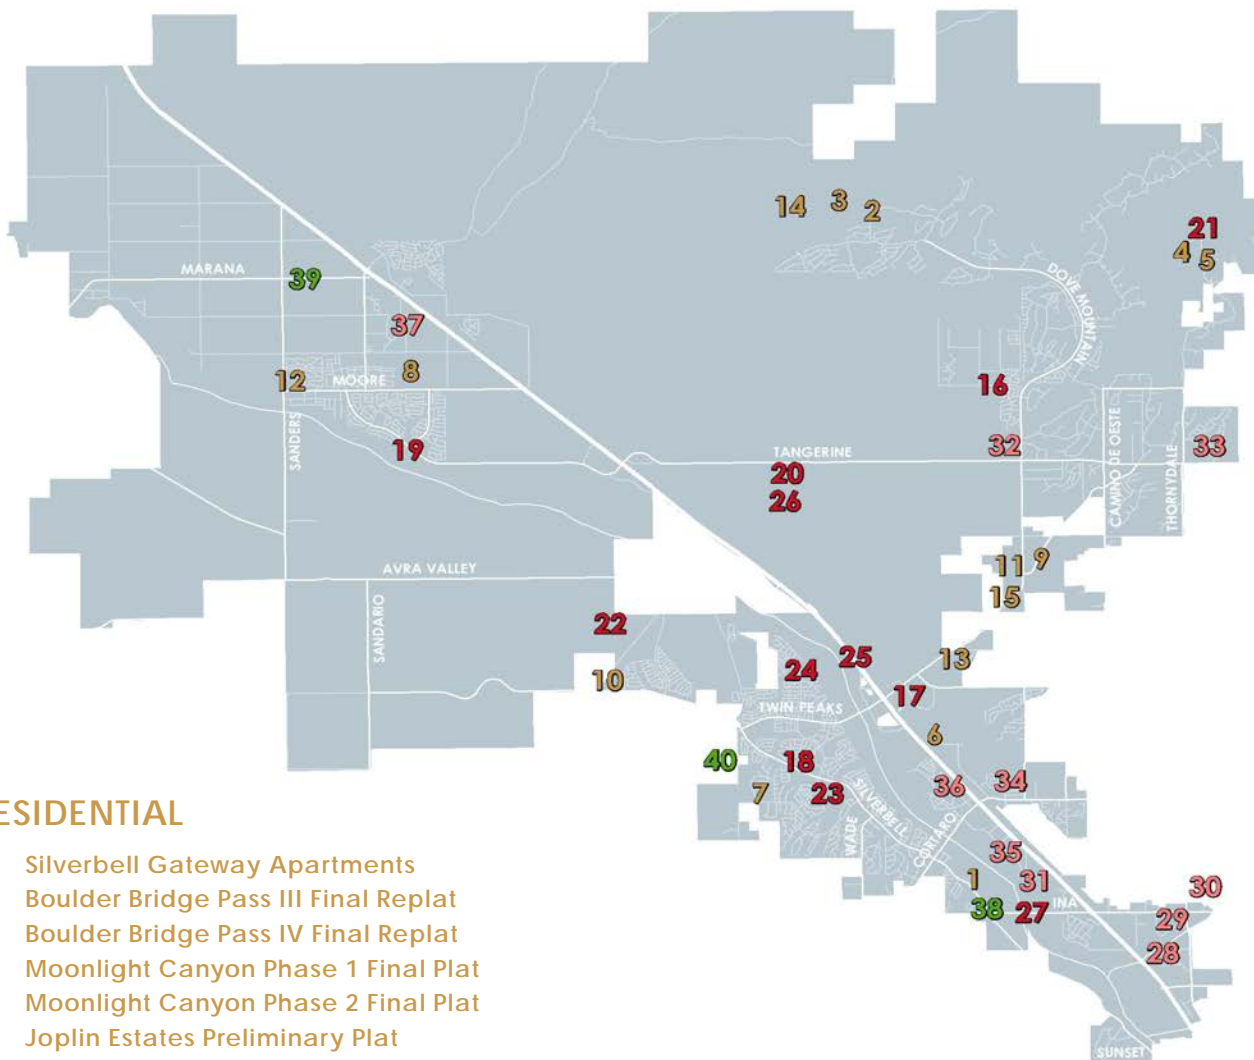 14 3 2
21
4 5
MARANA
39
DOVE MOUNTAIN
37
12 MOORE 8
16
SANDERS
19
TANGERINE
32
CAMINO DE OESTE
THORNYDALE
33
20
26
AVRA VALLEY
11 9
15
SANDARIO
22
10
24 25 13
17
TWIN PEAKS
6
40
18
7 23
SILVERBELL
WADE
CORTARO
36 34
35
1 31
30
38 27 INA 29
28
SUNSET
ESIDENTIAL
Silverbell Gateway Apartments
Boulder Bridge Pass III Final Replat
Boulder Bridge Pass IV Final Replat
Moonlight Canyon Phase 1 Final Plat
Moonlight Canyon Phase 2 Final Plat
Joplin Estates Preliminary Plat